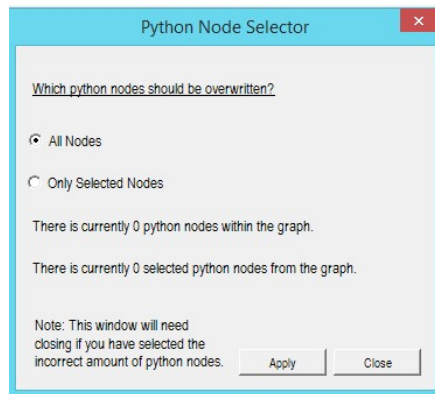 Python Node Selector
Which python nodes should be overwritten?
All Nodes
Only Selected Nodes
There is currently 0 python nodes within the graph.
There is currently 0 selected python nodes from the graph.
Note: This window will need
closing if you have selected the
incorrect amount of python nodes.
Apply
Close